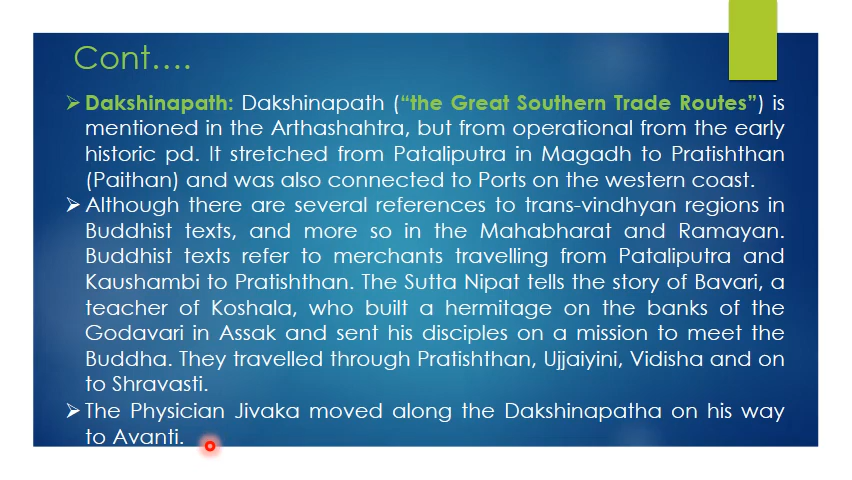 Cont….
➢ Dakshinapath: Dakshinapath (“the Great Southern Trade Routes”) is
mentioned in the Arthashahtra, but from operational from the early
historic pd. It stretched from Pataliputra in Magadh to Pratishthan
(Paithan) and was also connected to Ports on the western coast.
➢ Although there are several references to trans-vindhyan regions in
Buddhist texts, and more so in the Mahabharat and Ramayan.
Buddhist texts refer to merchants travelling from Pataliputra and
Kaushambi to Pratishthan. The Sutta Nipat tells the story of Bavari, a
teacher of Koshala, who built a hermitage on the banks of the
Godavari in Assak and sent his disciples on a mission to meet the
Buddha. They travelled through Pratishthan, Ujjaiyini, Vidisha and on
to Shravasti.
➢ The Physician Jivaka moved along the Dakshinapatha on his way
to Avanti.